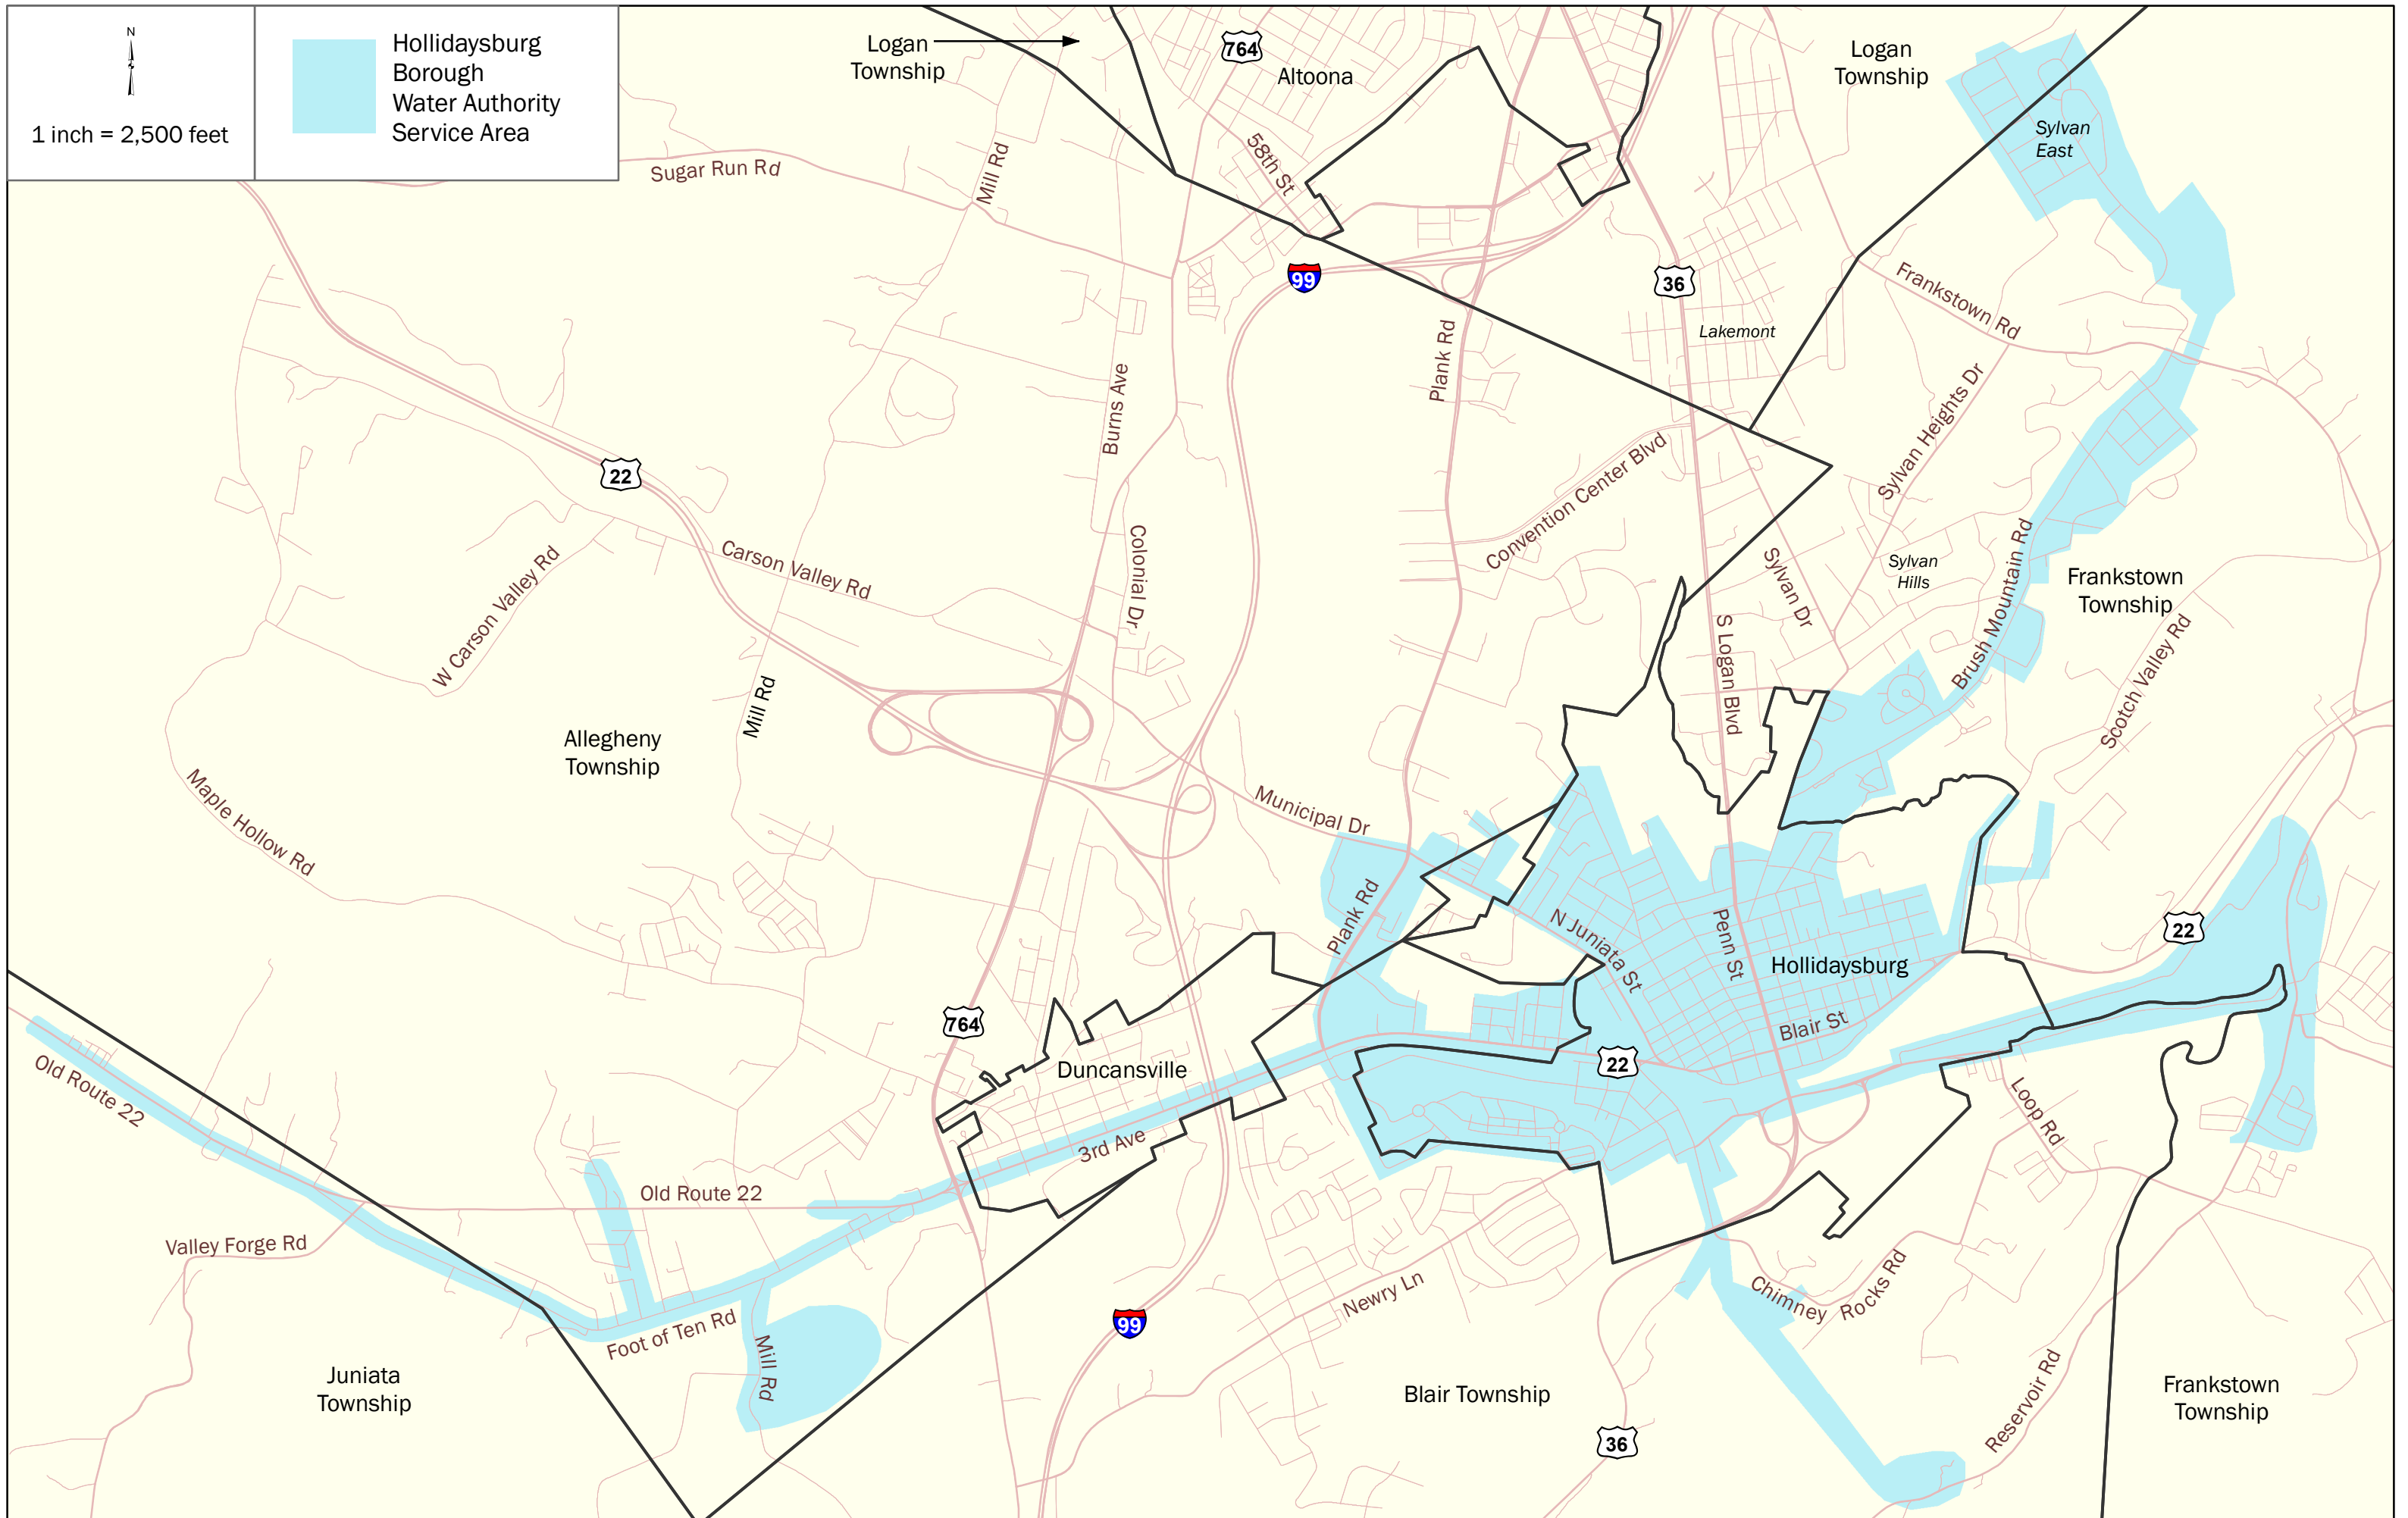 N
1 inch = 2,500 feet
Hollidaysburg
Borough
Water Authority
Service Area
Logan
Township
764
Altoona
Logan
Township
Sylvan
East
58th St
Sugar Run Rd
Mill Rd
99
36
Lakemont
Frankstown Rd
Plank Rd
Burns Ave
Sylvan Heights Dr
Convention Center Blvd
22
Carson Valley Rd
W Carson Valley Rd
Colonial Dr
Sylvan Dr
Sylvan
Hills
Brush Mountain Rd
Frankstown
Township
Scotch Valley Rd
S Logan Blvd
Mill Rd
Allegheny
Township
Maple Hollow Rd
Municipal Dr
Plank Rd
N Juniata St
Penn St
Hollidaysburg
22
Blair St
764
Duncansville
22
Old Route 22
3rd Ave
Loop Rd
Old Route 22
Valley Forge Rd
Foot of Ten Rd
Mill Rd
99
Newry Ln
Chimney
Rocks Rd
Juniata
Township
Blair Township
36
Reservoir Rd
Frankstown
Township